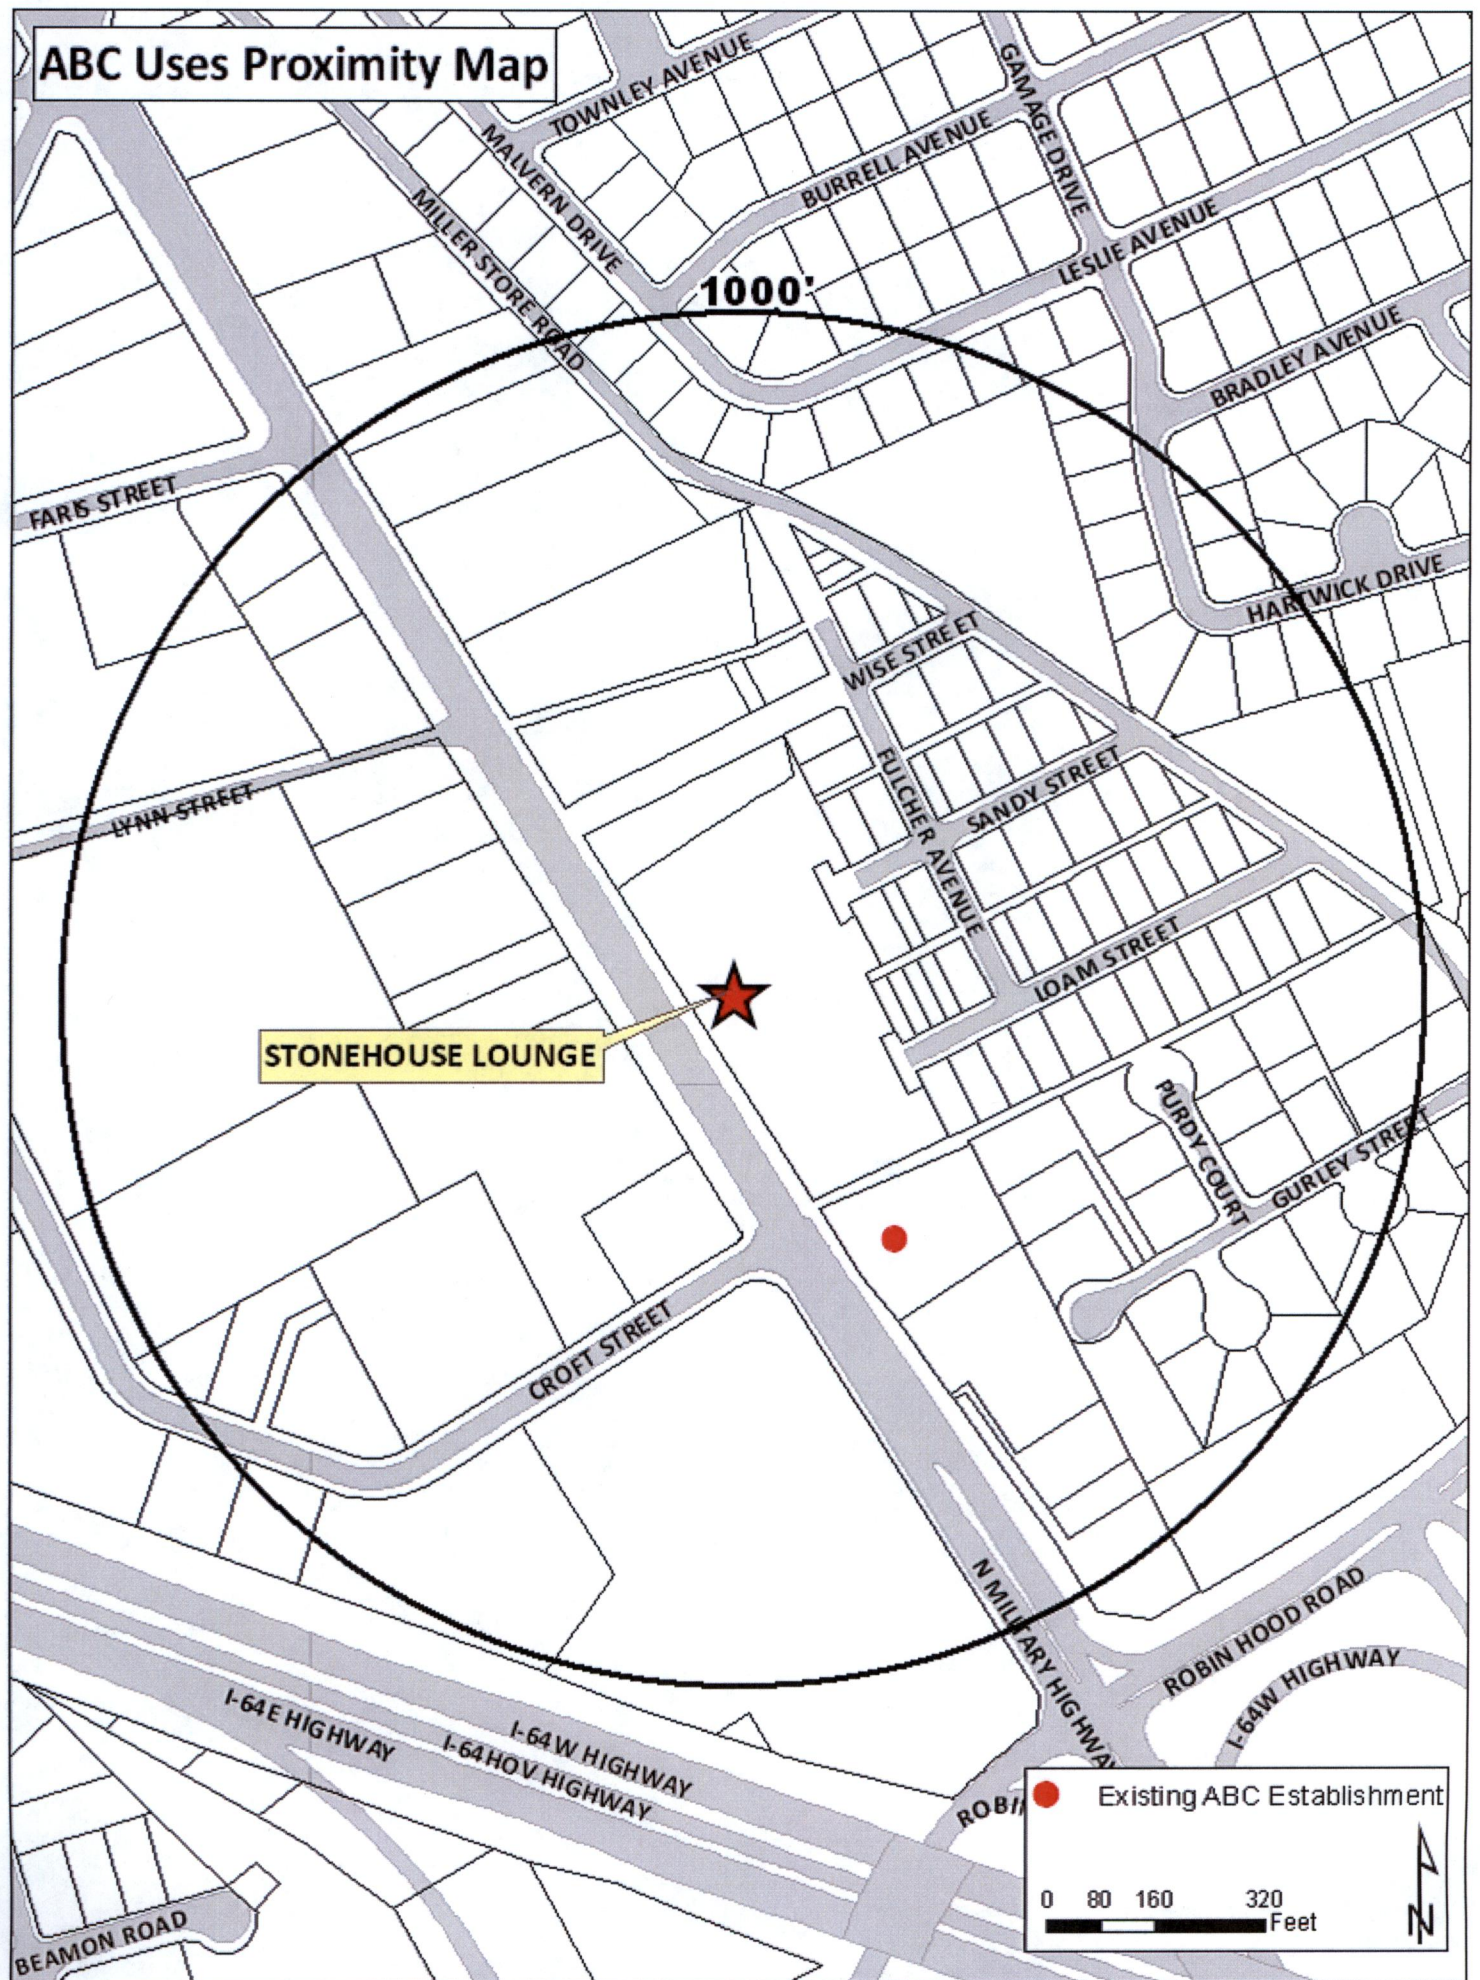 ABC Uses Proximity Map
TOWNLEY AVENUE
GAMAGE DRIVE
MALVERN DRIVE
BURRELL AVENUE
MILLER STORE ROAD
LESLIE AVENUE
1000'
BRADLEY AVENUE
FARIS STREET
HARTWICK DRIVE
WISE STREET
FULCHER AVENUE
SANDY STREET
LYNN STREET
LOAM STREET
STONEHOUSE LOUNGE
PURDY COURT
GURLEY STREET
CROFT STREET
N MILITARY HIGHWAY
ROBIN HOOD ROAD
I-64W HIGHWAY
I-64E HIGHWAY
I-64W HIGHWAY
I-64HOV HIGHWAY
ROBI
Existing ABC Establishment
0 80 160 320
Feet
N
BEAMON ROAD